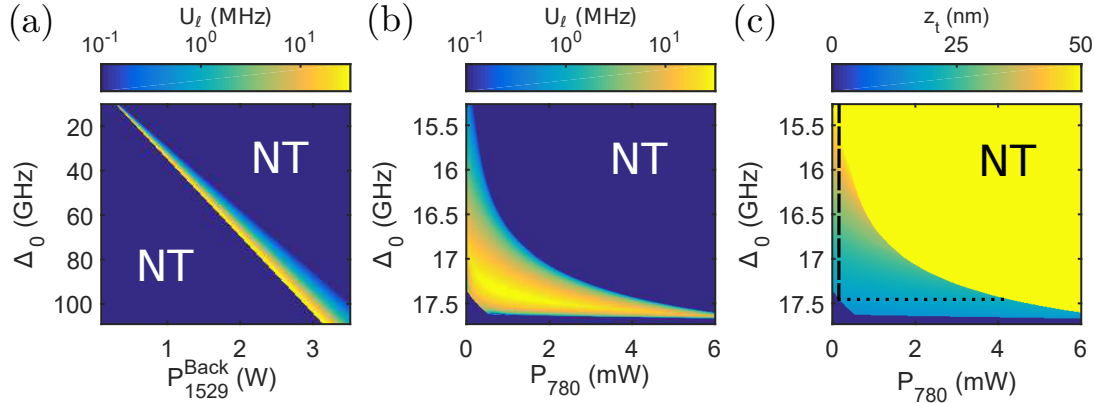 (a)
U_ℓ (MHz)
10^-1 10^0 10^1
Δ_0 (GHz)
20
40
60
80
100
NT
NT
1 2 3
P_1529^Back (W)
(b)
U_ℓ (MHz)
10^-1 10^0 10^1
Δ_0 (GHz)
15.5
16
16.5
17
17.5
NT
0 2 4 6
P_780 (mW)
(c)
z_t (nm)
0 25 50
Δ_0 (GHz)
15.5
16
16.5
17
17.5
NT
0 2 4 6
P_780 (mW)